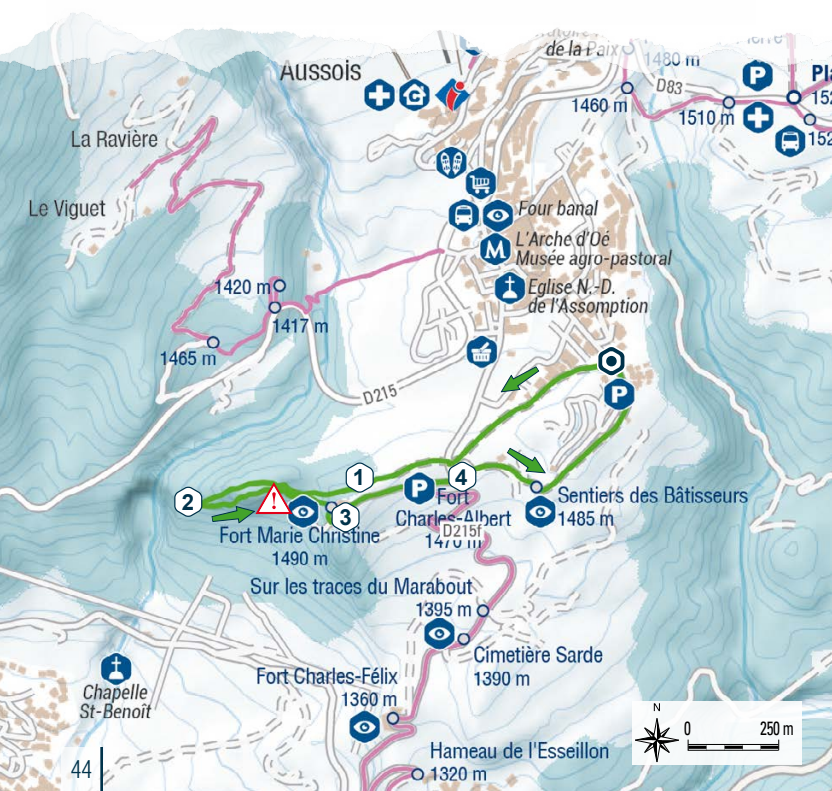 de la Paix
1480 m
Aussois
D83
P
1460 m
1510 m
La Ravière
Le Viguet
Four banal
M
L'Arche d'Oé
Musée agro-pastoral
Eglise N.-D.
de l'Assomption
1420 m
1417 m
1465 m
D215
P
1
4
2
P
3
Fort
Charles-Albert
1470 m
D215f
Sentiers des Bâtisseurs
1485 m
Fort Marie Christine
1490 m
Sur les traces du Marabout
1395 m
Cimetière Sarde
1390 m
Chapelle
St-Benoît
Fort Charles-Félix
1360 m
N
0 250 m
Hameau de l'Esseillon
1320 m
44